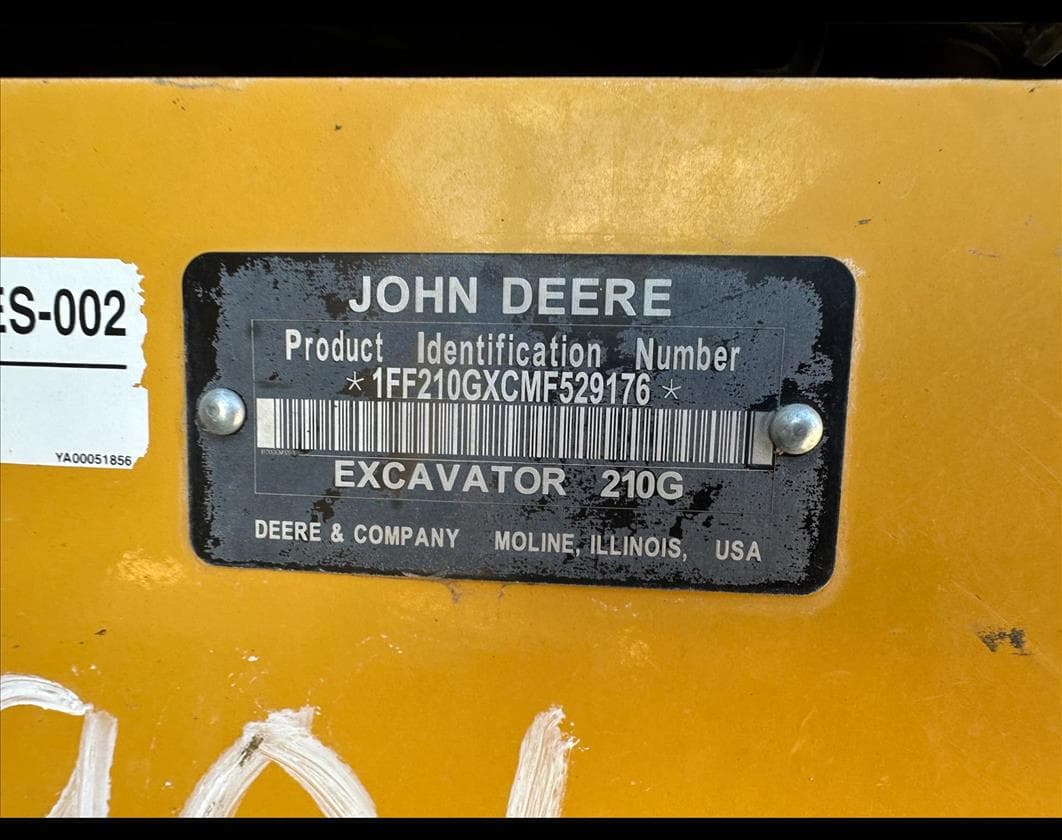 ES-002
YA00051856
JOHN DEERE
Product Identification Number
*1FF210GXCMF529176*
EXCAVATOR 210G
DEERE & COMPANY MOLINE, ILLINOIS, USA